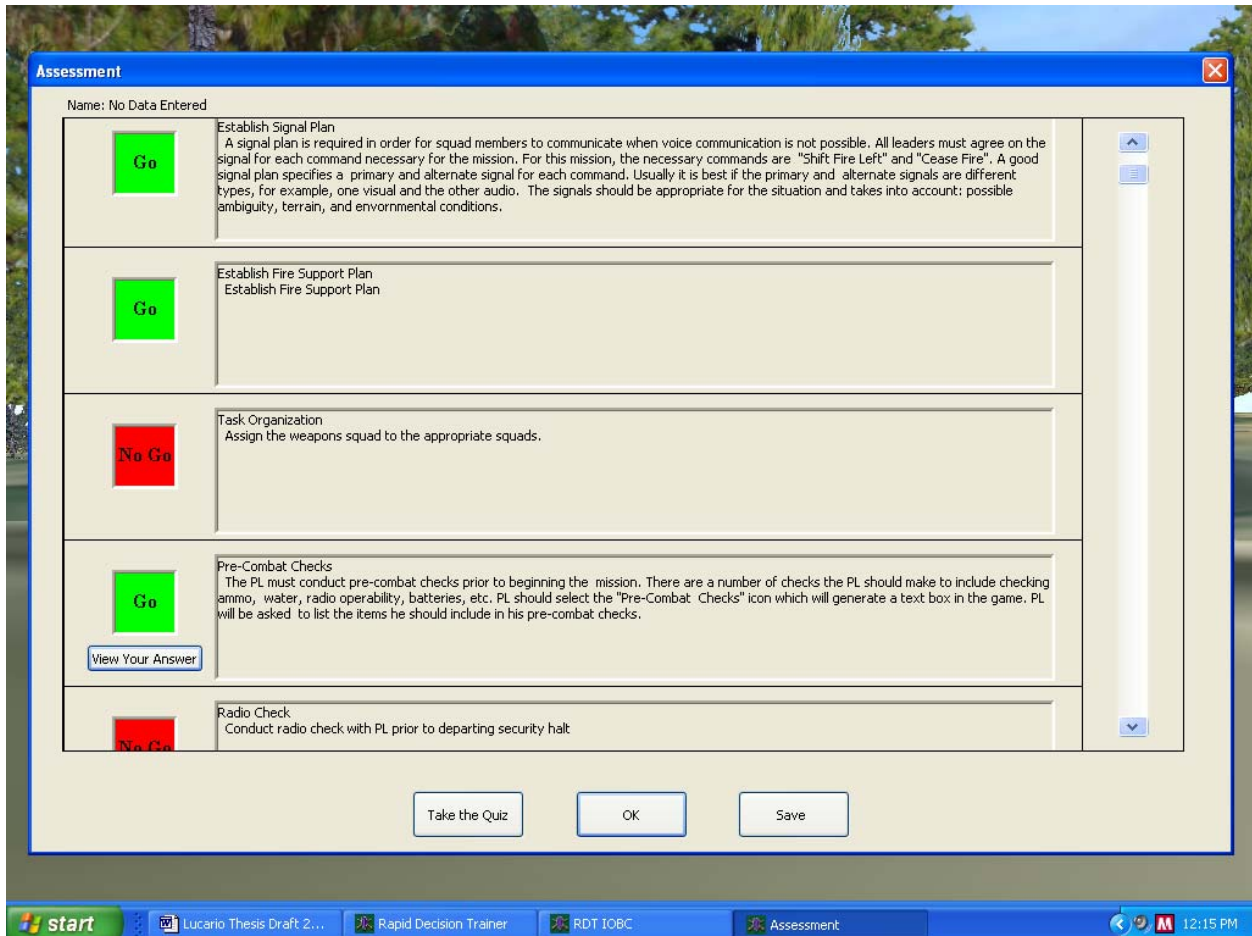 Assessment
Name: No Data Entered
Go
Establish Signal Plan
A signal plan is required in order for squad members to communicate when voice communication is not possible. All leaders must agree on the
signal for each command necessary for the mission. For this mission, the necessary commands are "Shift Fire Left" and "Cease Fire". A good
signal plan specifies a primary and alternate signal for each command. Usually it is best if the primary and alternate signals are different
types, for example, one visual and the other audio. The signals should be appropriate for the situation and takes into account: possible
ambiguity, terrain, and envornmental conditions.
Go
Establish Fire Support Plan
Establish Fire Support Plan
No Go
Task Organization
Assign the weapons squad to the appropriate squads.
Go
View Your Answer
Pre-Combat Checks
The PL must conduct pre-combat checks prior to beginning the mission. There are a number of checks the PL should make to include checking
ammo, water, radio operability, batteries, etc. PL should select the "Pre-Combat Checks" icon which will generate a text box in the game. PL
will be asked to list the items he should include in his pre-combat checks.
No Go
Radio Check
Conduct radio check with PL prior to departing security halt
Take the Quiz
OK
Save
start
Lucario Thesis Draft 2...
Rapid Decision Trainer
RDT IOBC
Assessment
M
12:15 PM